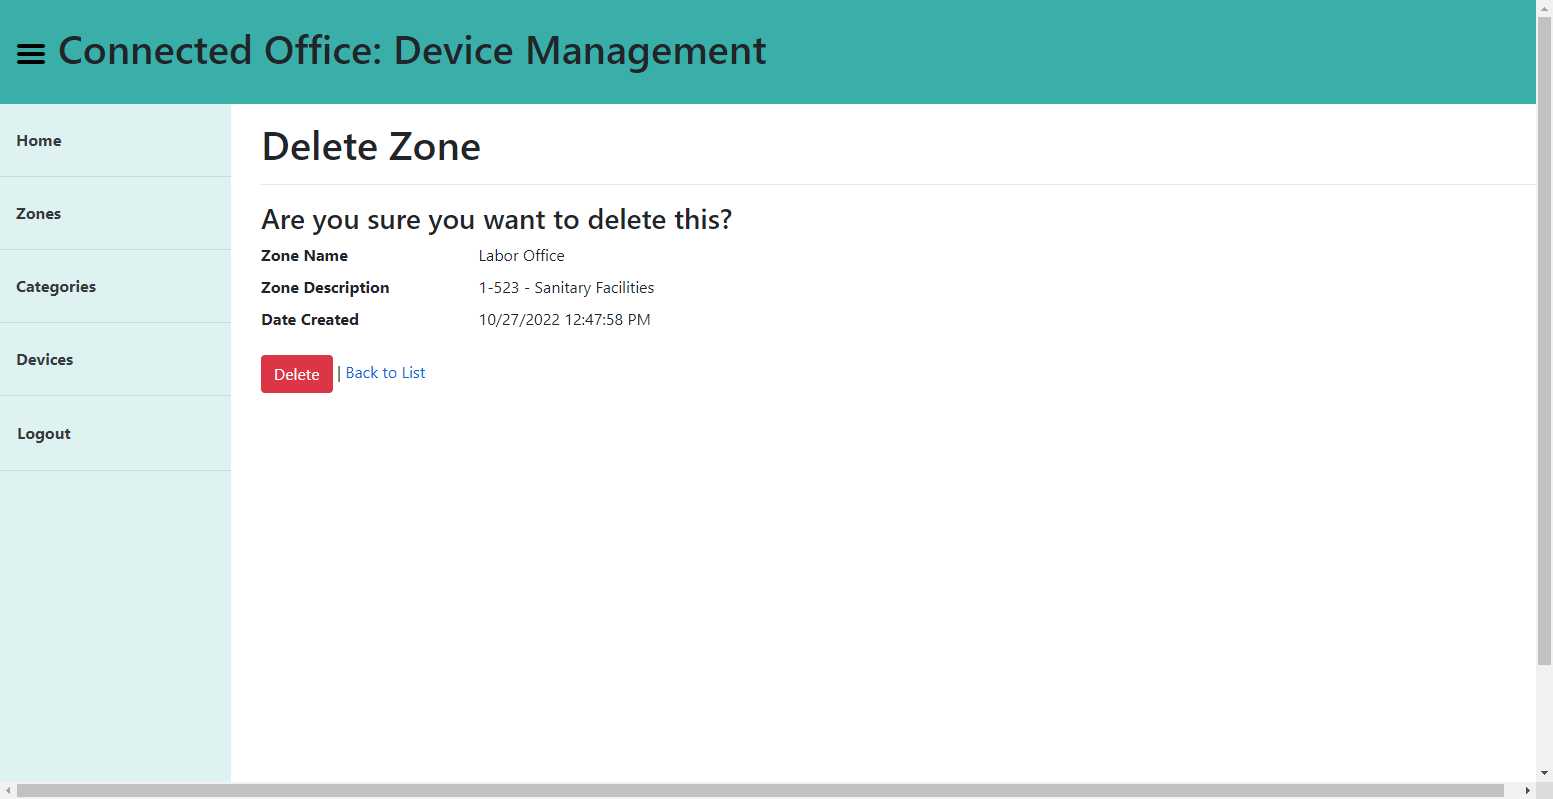 Connected Office: Device Management
Home
Zones
Categories
Devices
Logout
Delete Zone
Are you sure you want to delete this?
Zone Name Labor Office
Zone Description 1-523 - Sanitary Facilities
Date Created 10/27/2022 12:47:58 PM
Delete | Back to List